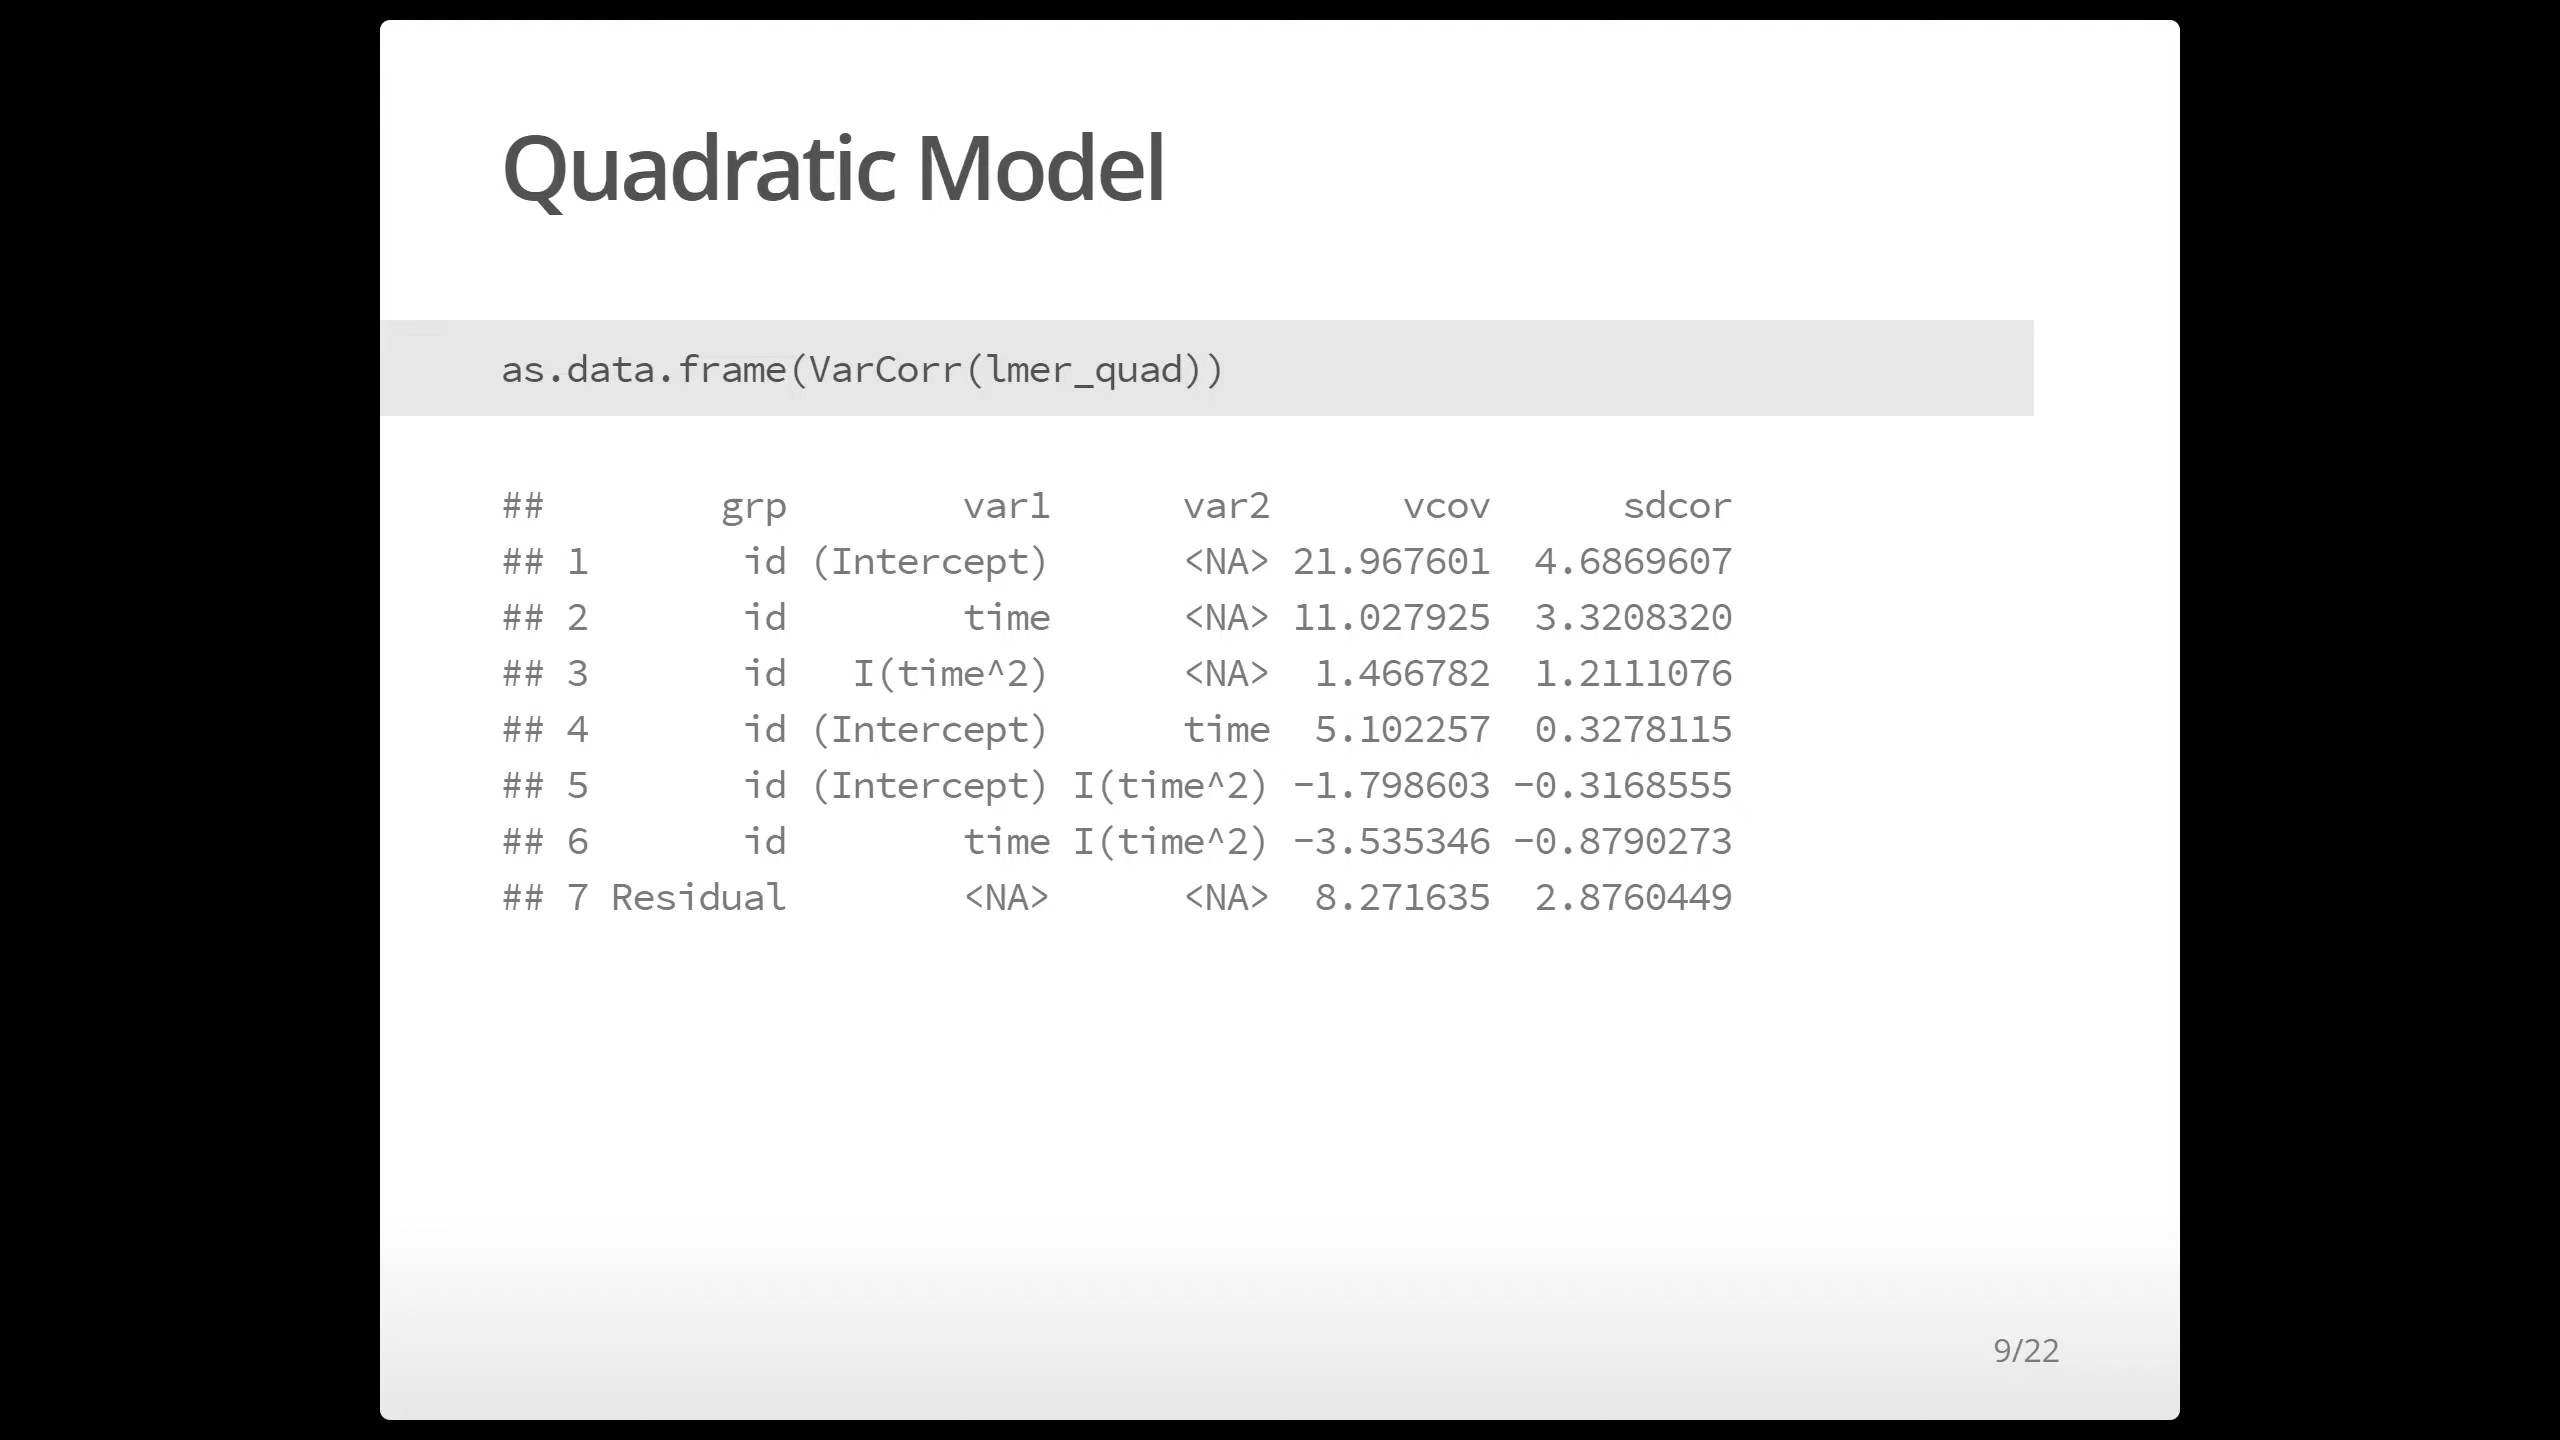 Quadratic Model
as.data.frame(VarCorr(lmer_quad))
##        grp        var1      var2      vcov      sdcor
## 1       id (Intercept)      <NA> 21.967601  4.6869607
## 2       id        time      <NA> 11.027925  3.3208320
## 3       id   I(time^2)      <NA>  1.466782  1.2111076
## 4       id (Intercept)      time  5.102257  0.3278115
## 5       id (Intercept) I(time^2) -1.798603 -0.3168555
## 6       id        time I(time^2) -3.535346 -0.8790273
## 7 Residual        <NA>      <NA>  8.271635  2.8760449
9/22